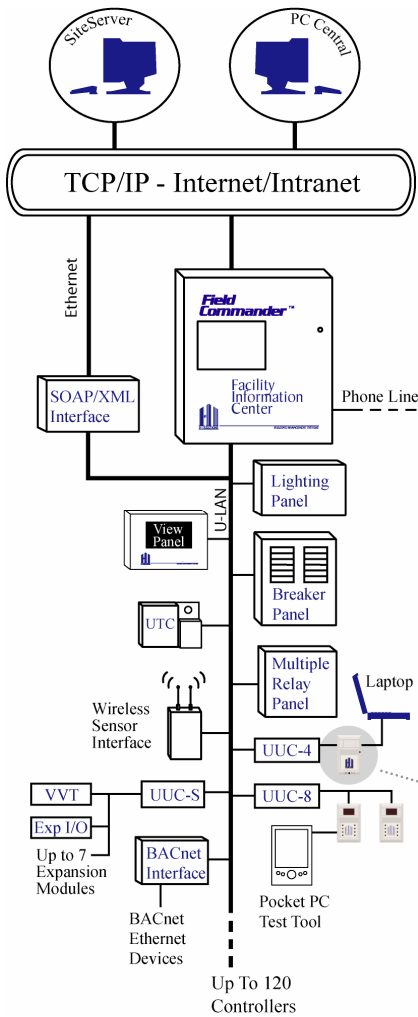 SiteServer
PC Central
TCP/IP - Internet/Intranet
Ethernet
Field
Commander™
Facility
Information
Center
Phone Line
SOAP/XML
Interface
U-LAN
Lighting
Panel
View
Panel
Breaker
Panel
UTC
Multiple
Relay
Panel
Laptop
Wireless
Sensor
Interface
UUC-4
VVT
UUC-S
UUC-8
Exp I/O
Up to 7
Expansion
Modules
BACnet
Interface
BACnet
Ethernet
Devices
Pocket PC
Test Tool
Up To 120
Controllers